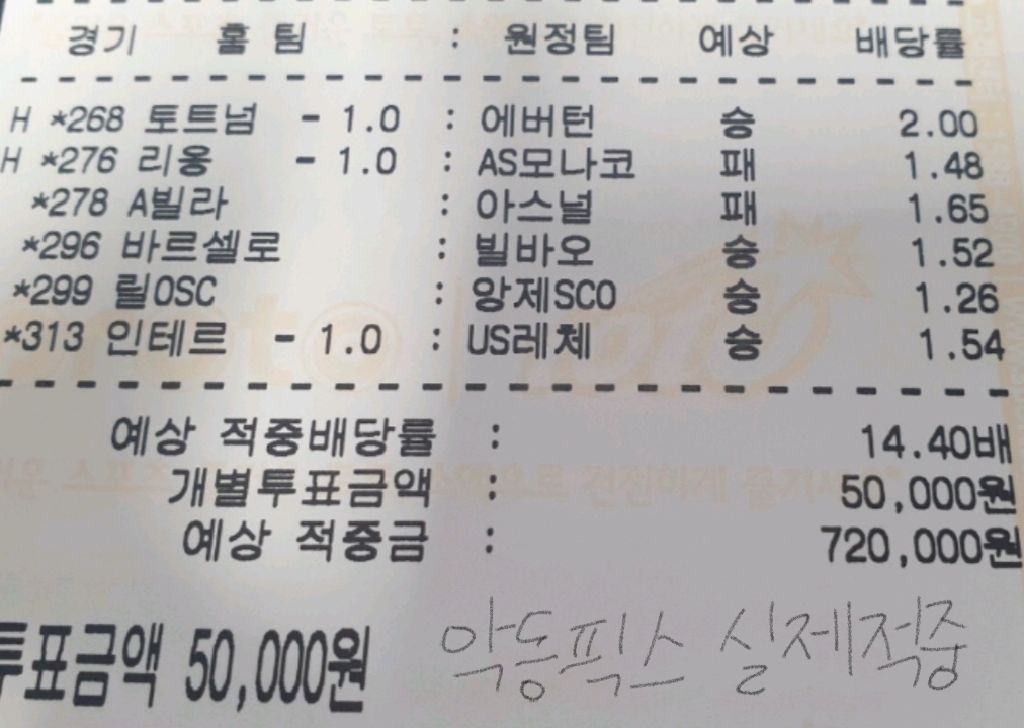 경기 홈 팀 : 원정팀 예상 배당률
H *268 토트넘 - 1.0 : 에버턴 승 2.00
H *276 리옹 - 1.0 : AS모나코 패 1.48
*278 A빌라 : 아스널 패 1.65
*296 바르셀로 : 빌바오 승 1.52
*299 릴OSC : 앙제SCO 승 1.26
*313 인테르 - 1.0 : US레체 승 1.54
예상 적중배당률 : 14.40배
개별투표금액 : 50,000원
예상 적중금 : 720,000원
투표금액 50,000원
악동픽스 실제적중